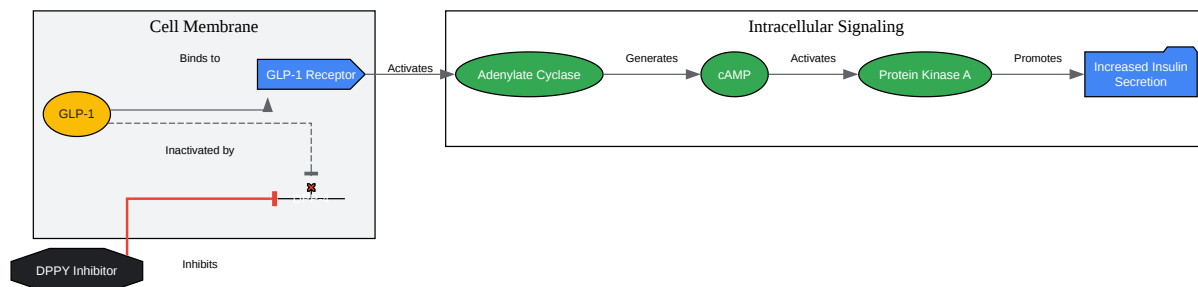 Cell Membrane
Intracellular Signaling
Binds to
GLP-1 Receptor
Activates
Adenylate Cyclase
Generates
cAMP
Activates
Protein Kinase A
Promotes
Increased Insulin
Secretion
GLP-1
Inactivated by
DPPY Inhibitor
Inhibits